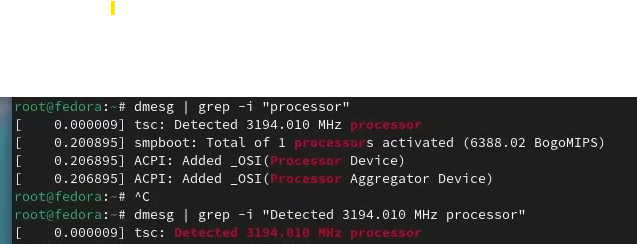 root@fedora:~# dmesg | grep -i "processor"
[    0.000009] tsc: Detected 3194.010 MHz processor
[    0.200895] smpboot: Total of 1 processors activated (6388.02 BogoMIPS)
[    0.206895] ACPI: Added _OSI(Processor Device)
[    0.206895] ACPI: Added _OSI(Processor Aggregator Device)
root@fedora:~# ^C
root@fedora:~# dmesg | grep -i "Detected 3194.010 MHz processor"
[    0.000009] tsc: Detected 3194.010 MHz processor